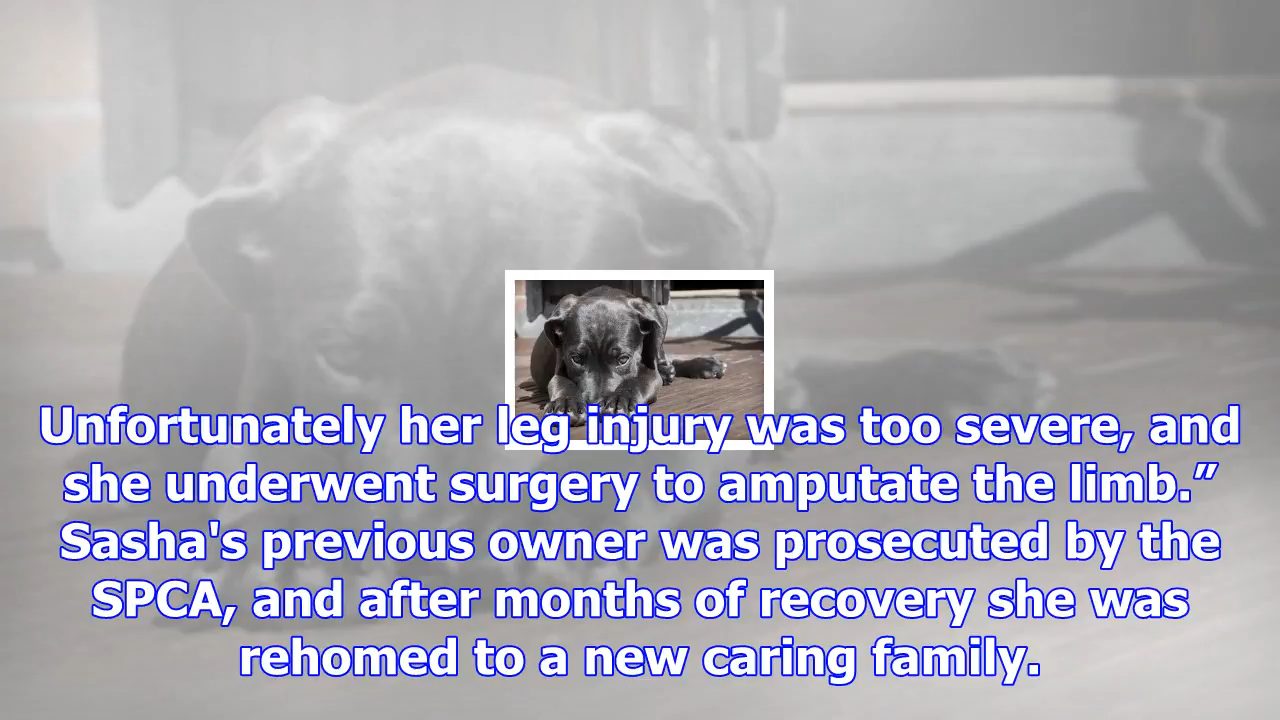 Unfortunately her leg injury was too severe, and
she underwent surgery to amputate the limb.”
Sasha's previous owner was prosecuted by the
SPCA, and after months of recovery she was
rehomed to a new caring family.